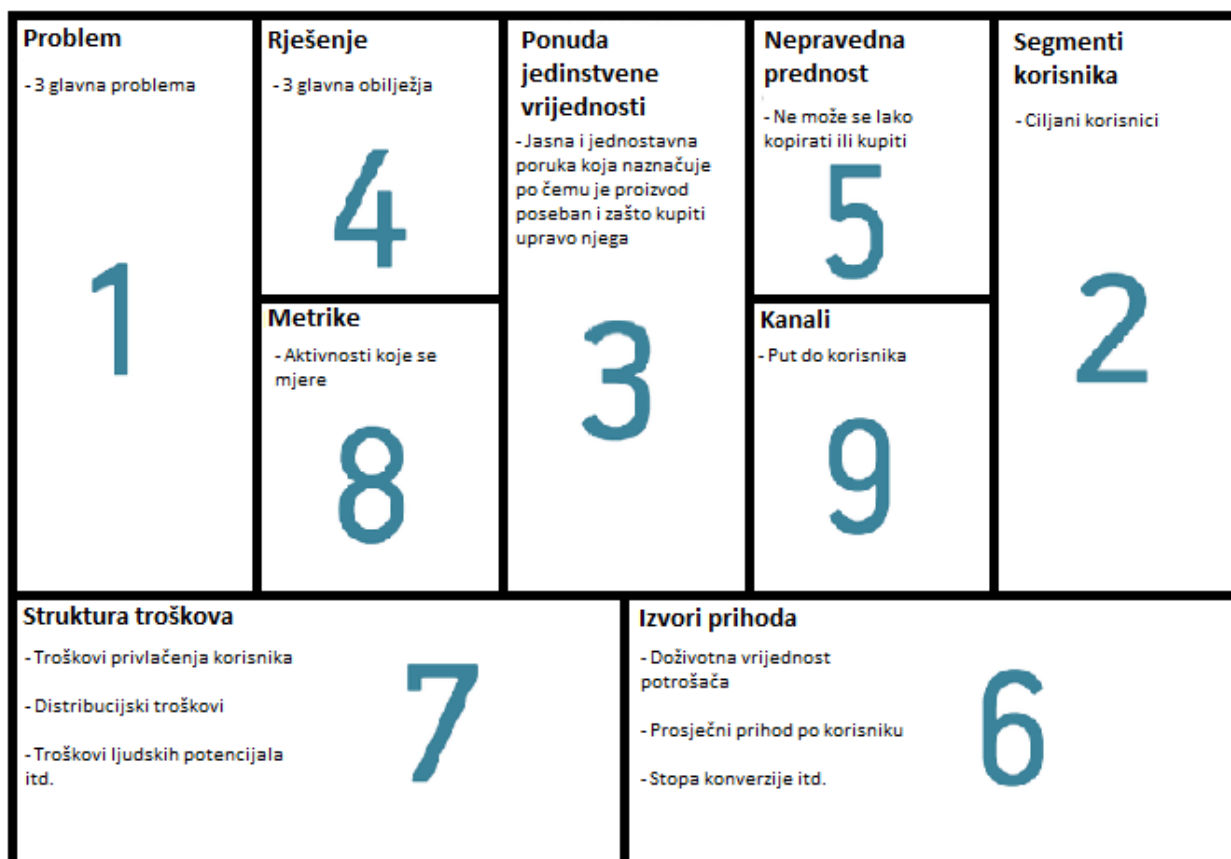 Problem
- 3 glavna problema
1
Rješenje
- 3 glavna obilježja
4
Metrike
- Aktivnosti koje se
mjere
8
Ponuda
jedinstvene
vrijednosti
- Jasna i jednostavna
poruka koja naznačuje
po čemu je proizvod
poseban i zašto kupiti
upravo njega
3
Nepravedna
prednost
- Ne može se lako
kopirati ili kupiti
5
Kanali
- Put do korisnika
9
Segmenti
korisnika
- Ciljani korisnici
2
Struktura troškova
- Troškovi privlačenja korisnika
- Distribucijski troškovi
- Troškovi ljudskih potencijala
itd.
7
Izvori prihoda
- Doživotna vrijednost
potrošača
- Prosječni prihod po korisniku
- Stopa konverzije itd.
6